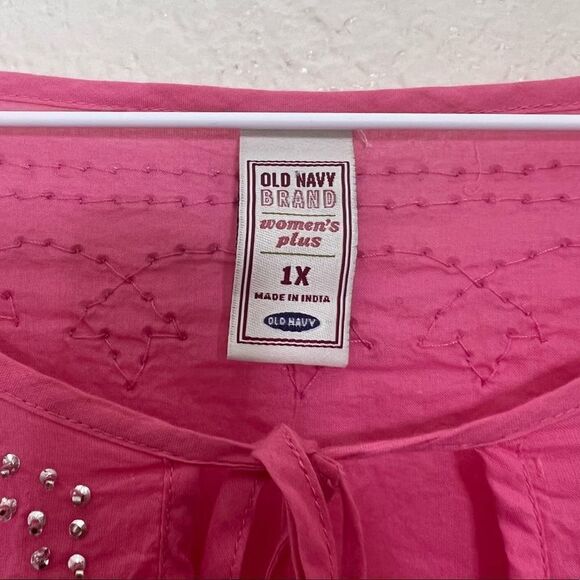 OLD NAVY
BRAND
women's
plus
1X
MADE IN INDIA
OLD NAVY